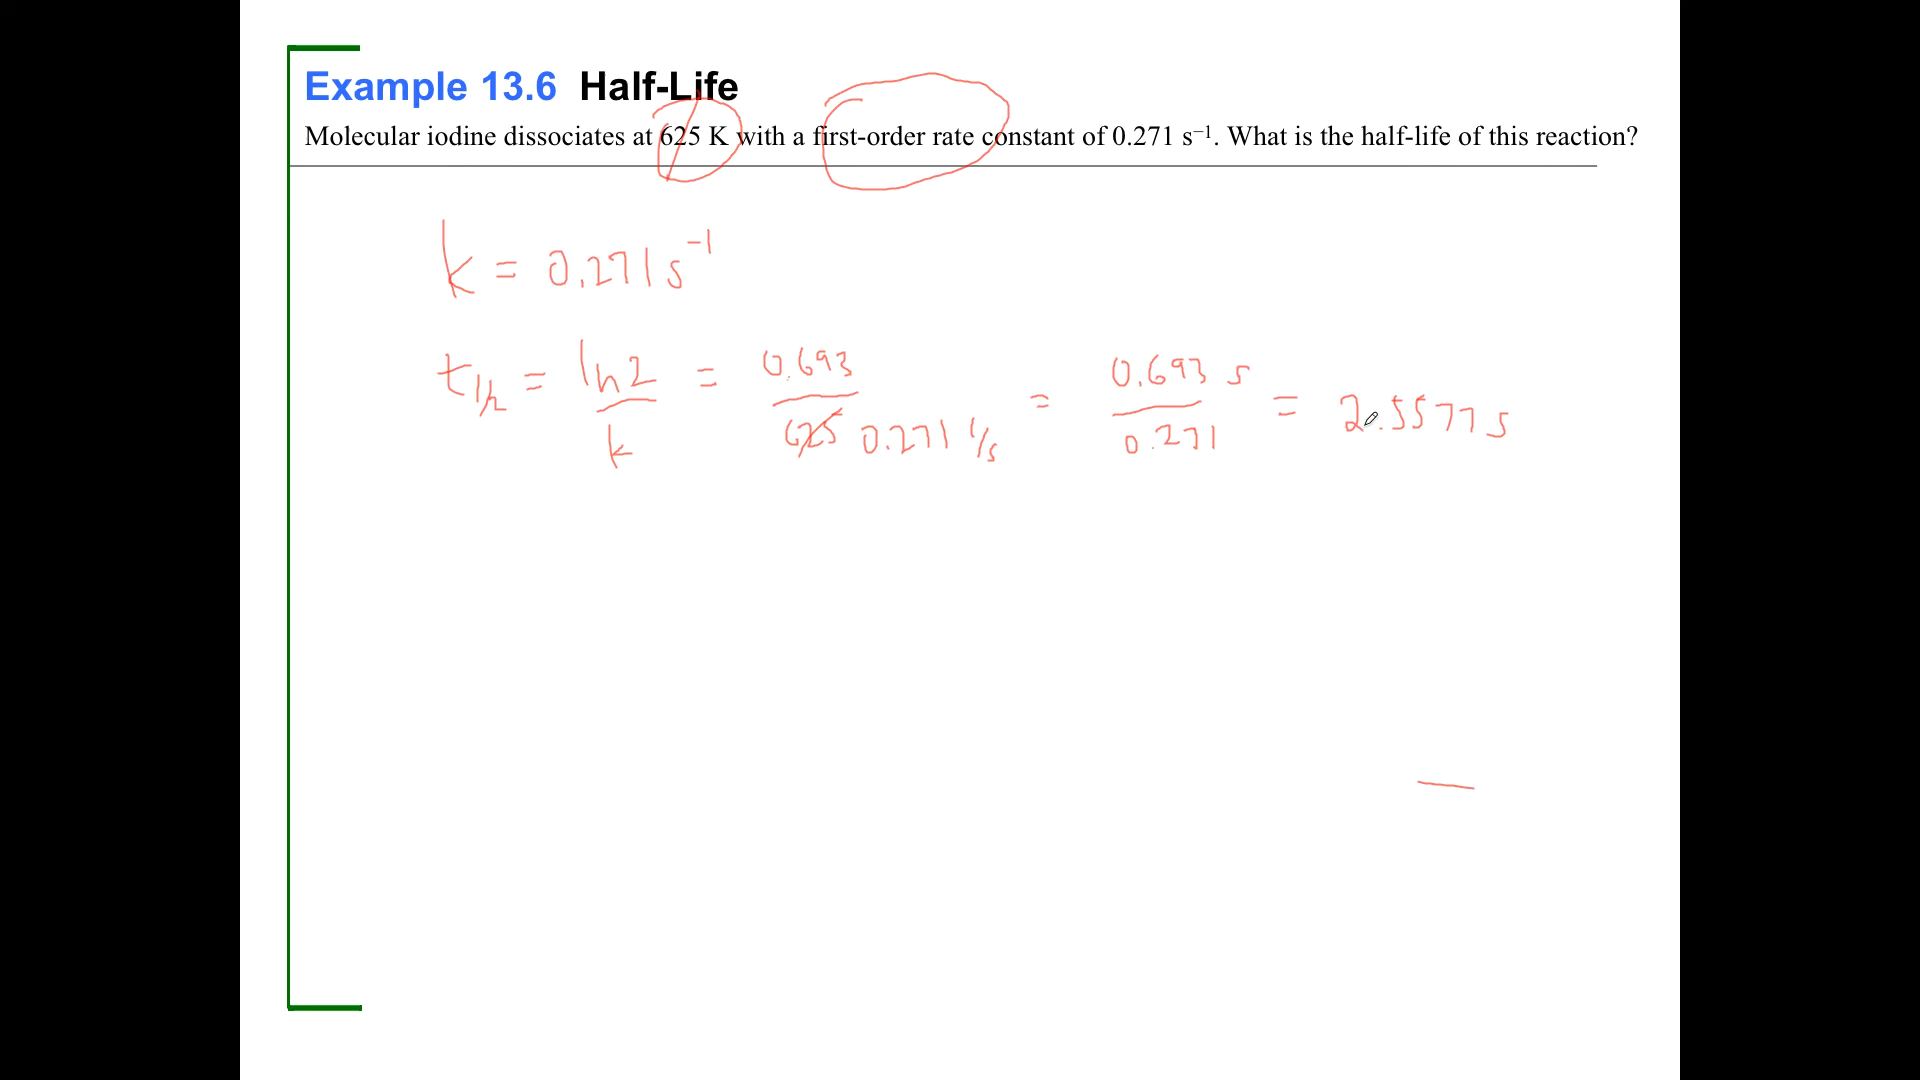 Example 13.6 Half-Life
Molecular iodine dissociates at 625 K with a first-order rate constant of 0.271 s⁻¹. What is the half-life of this reaction?
k = 0.271 s⁻¹
t1/2 = ln2/k = 0.693/625 0.271 1/s = 0.693 s/0.271 = 2.5577 s